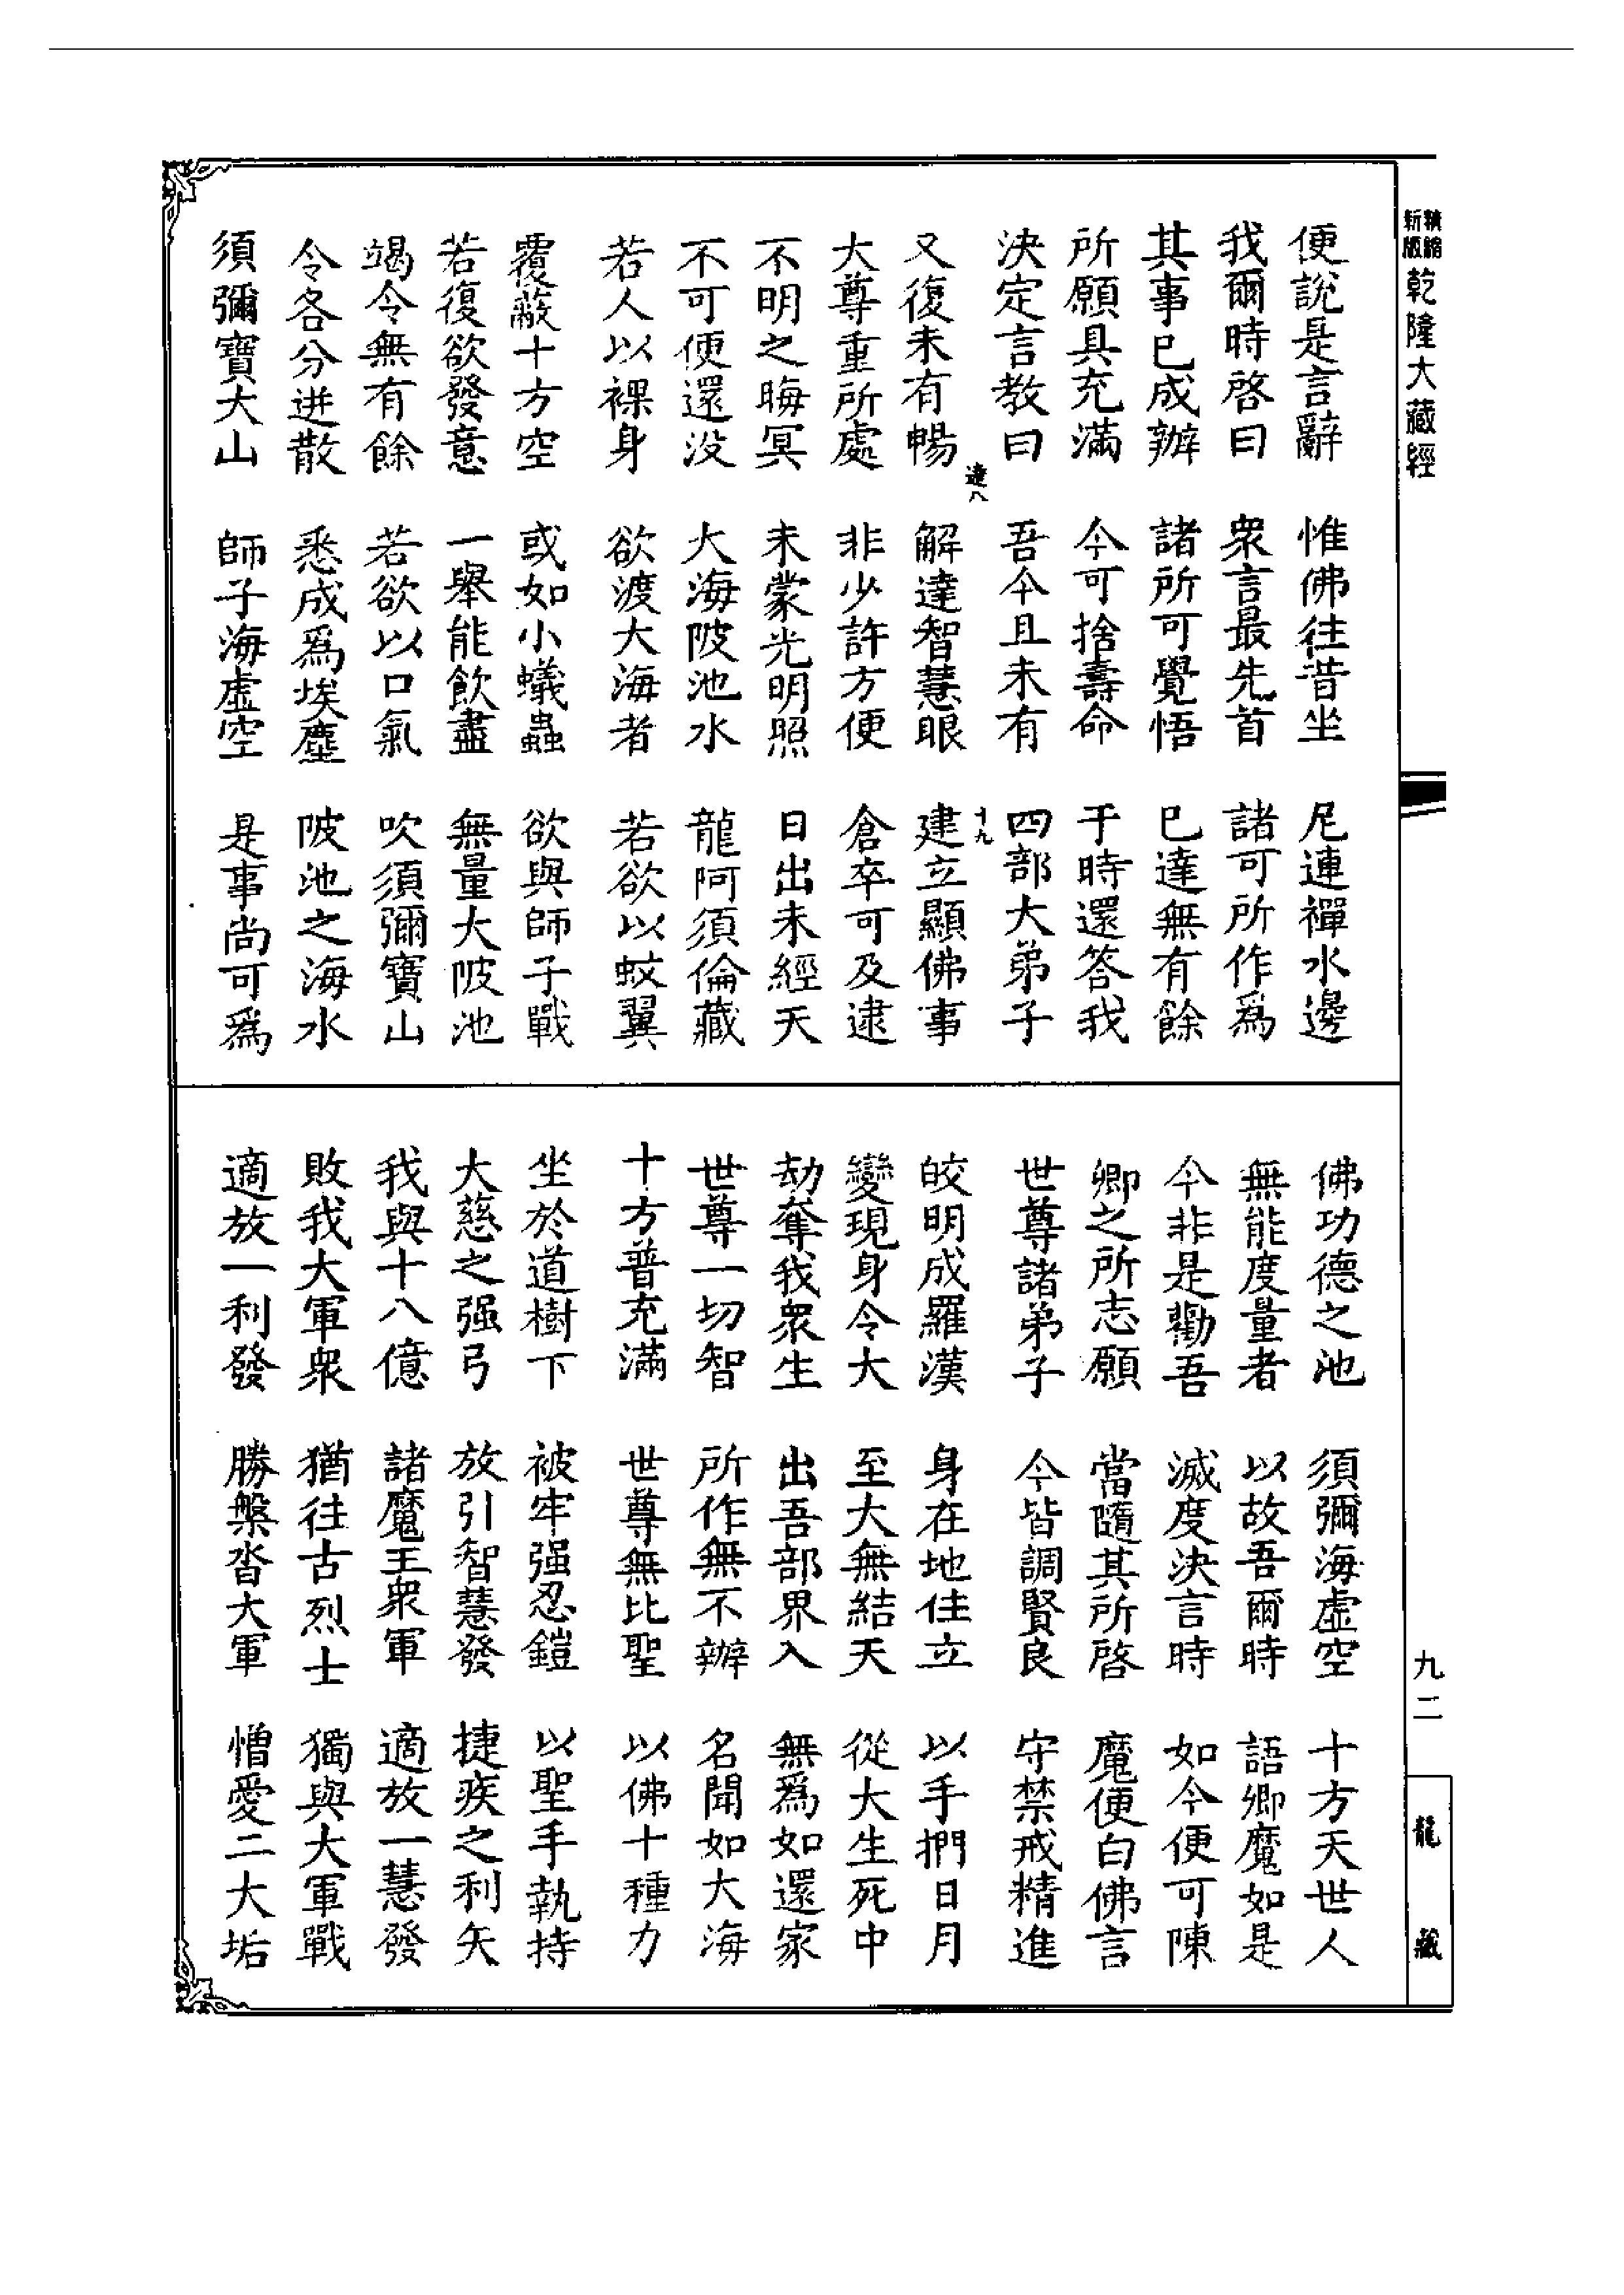 精縮
新版
乾隆大藏經
便說是言辭　惟佛往昔坐　尼連禪水邊
我爾時啓曰　衆言最先首　諸可所作爲
其事已成辦　諸所可覺悟　已達無有餘
所願具充滿　今可捨壽命　于時還答我
決定言教曰　吾今且未有　四部大弟子
達八　十九
又復未有暢　解達智慧眼　建立顯佛事
大尊重所處　非少許方便　倉卒可及逮
不明之晦冥　未蒙光明照　日出未經天
不可便還没　大海陂池水　龍阿須倫藏
若人以裸身　欲渡大海者　若欲以蚊翼
覆蔽十方空　或如小蟻蟲　欲與師子戰
若復欲發意　一舉能飲盡　無量大陂池
竭令無有餘　若欲以口氣　吹須彌寶山
令各分迸散　悉成爲埃塵　陂池之海水
須彌寶大山　師子海虛空　是事尚可爲
佛功德之池　須彌海虛空　十方天世人
無能度量者　以故吾爾時　語卿魔如是
今非是勸吾　滅度決言時　如今便可陳
卿之所志願　當隨其所啓　魔便白佛言
世尊諸弟子　今皆調賢良　守禁戒精進
皎明成羅漢　身在地住立　以手捫日月
變現身令大　至大無結天　從大生死中
劫奪我衆生　出吾部界入　無爲如還家
世尊一切智　所作無不辦　名聞如大海
十方普充滿　世尊無比聖　以佛十種力
坐於道樹下　被牢强忍鎧　以聖手執持
大慈之强弓　放引智慧發　捷疾之利矢
我與十八億　諸魔王衆軍　適放一慧發
敗我大軍衆　猶往古烈士　獨與大軍戰
適放一利發　勝槃沓大軍　憎愛二大垢
九二
龍藏